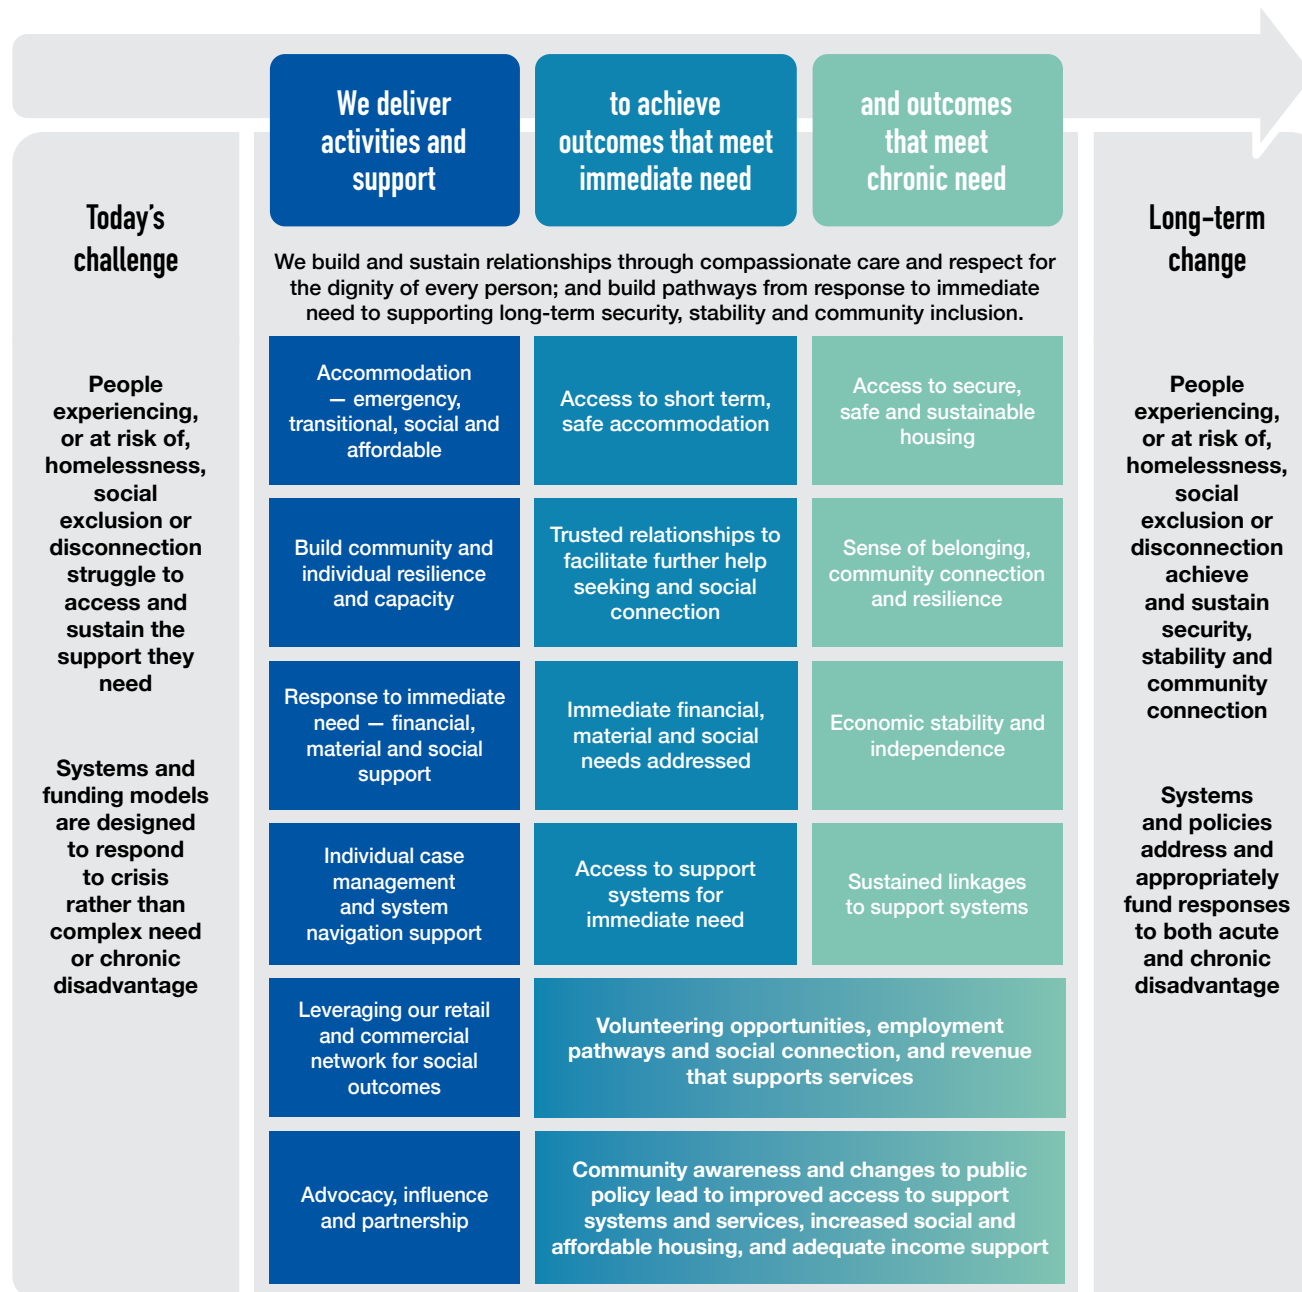 We deliver
activities and
support
to achieve
outcomes that meet
immediate need
and outcomes
that meet
chronic need
Today's
challenge
People
experiencing,
or at risk of,
homelessness,
social
exclusion or
disconnection
struggle to
access and
sustain the
support they
need
Systems and
funding models
are designed
to respond
to crisis
rather than
complex need
or chronic
disadvantage
We build and sustain relationships through compassionate care and respect for
the dignity of every person; and build pathways from response to immediate
need to supporting long-term security, stability and community inclusion.
Accommodation
— emergency,
transitional, social and
affordable
Access to short term,
safe accommodation
Access to secure,
safe and sustainable
housing
Build community and
individual resilience
and capacity
Trusted relationships to
facilitate further help
seeking and social
connection
Sense of belonging,
community connection
and resilience
Response to immediate
need — financial,
material and social
support
Immediate financial,
material and social
needs addressed
Economic stability and
independence
Individual case
management
and system
navigation support
Access to support
systems for
immediate need
Sustained linkages
to support systems
Leveraging our retail
and commercial
network for social
outcomes
Volunteering opportunities, employment
pathways and social connection, and revenue
that supports services
Advocacy, influence
and partnership
Community awareness and changes to public
policy lead to improved access to support
systems and services, increased social and
affordable housing, and adequate income support
Long-term
change
People
experiencing,
or at risk of,
homelessness,
social
exclusion or
disconnection
achieve
and sustain
security,
stability and
community
connection
Systems
and policies
address and
appropriately
fund responses
to both acute
and chronic
disadvantage